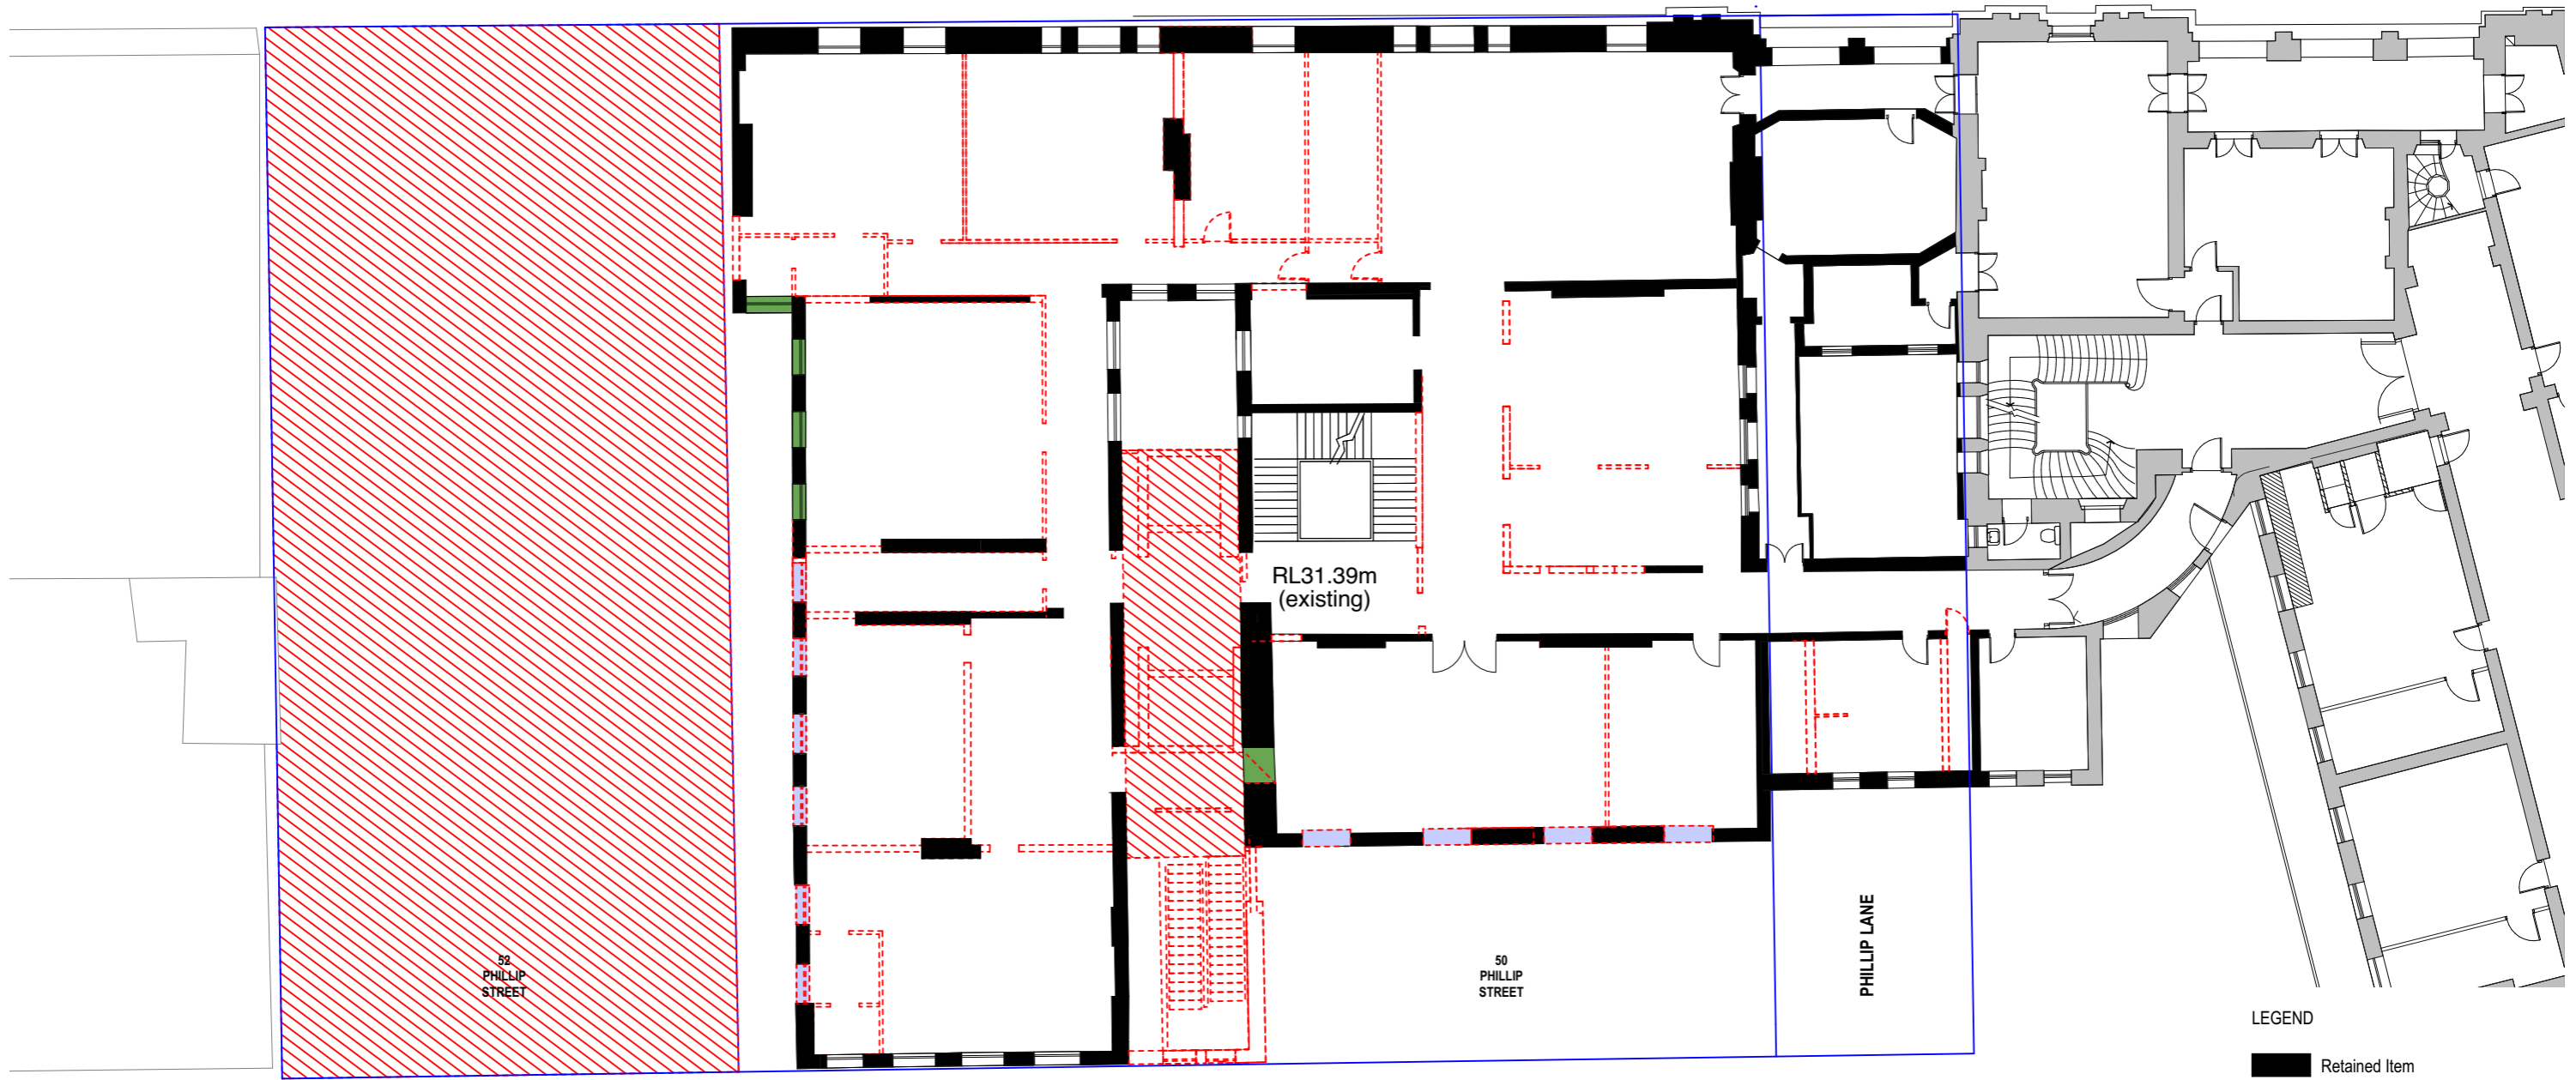 RL31.39m
(existing)
52
PHILLIP
STREET
50
PHILLIP
STREET
PHILLIP LANE
LEGEND
Retained Item